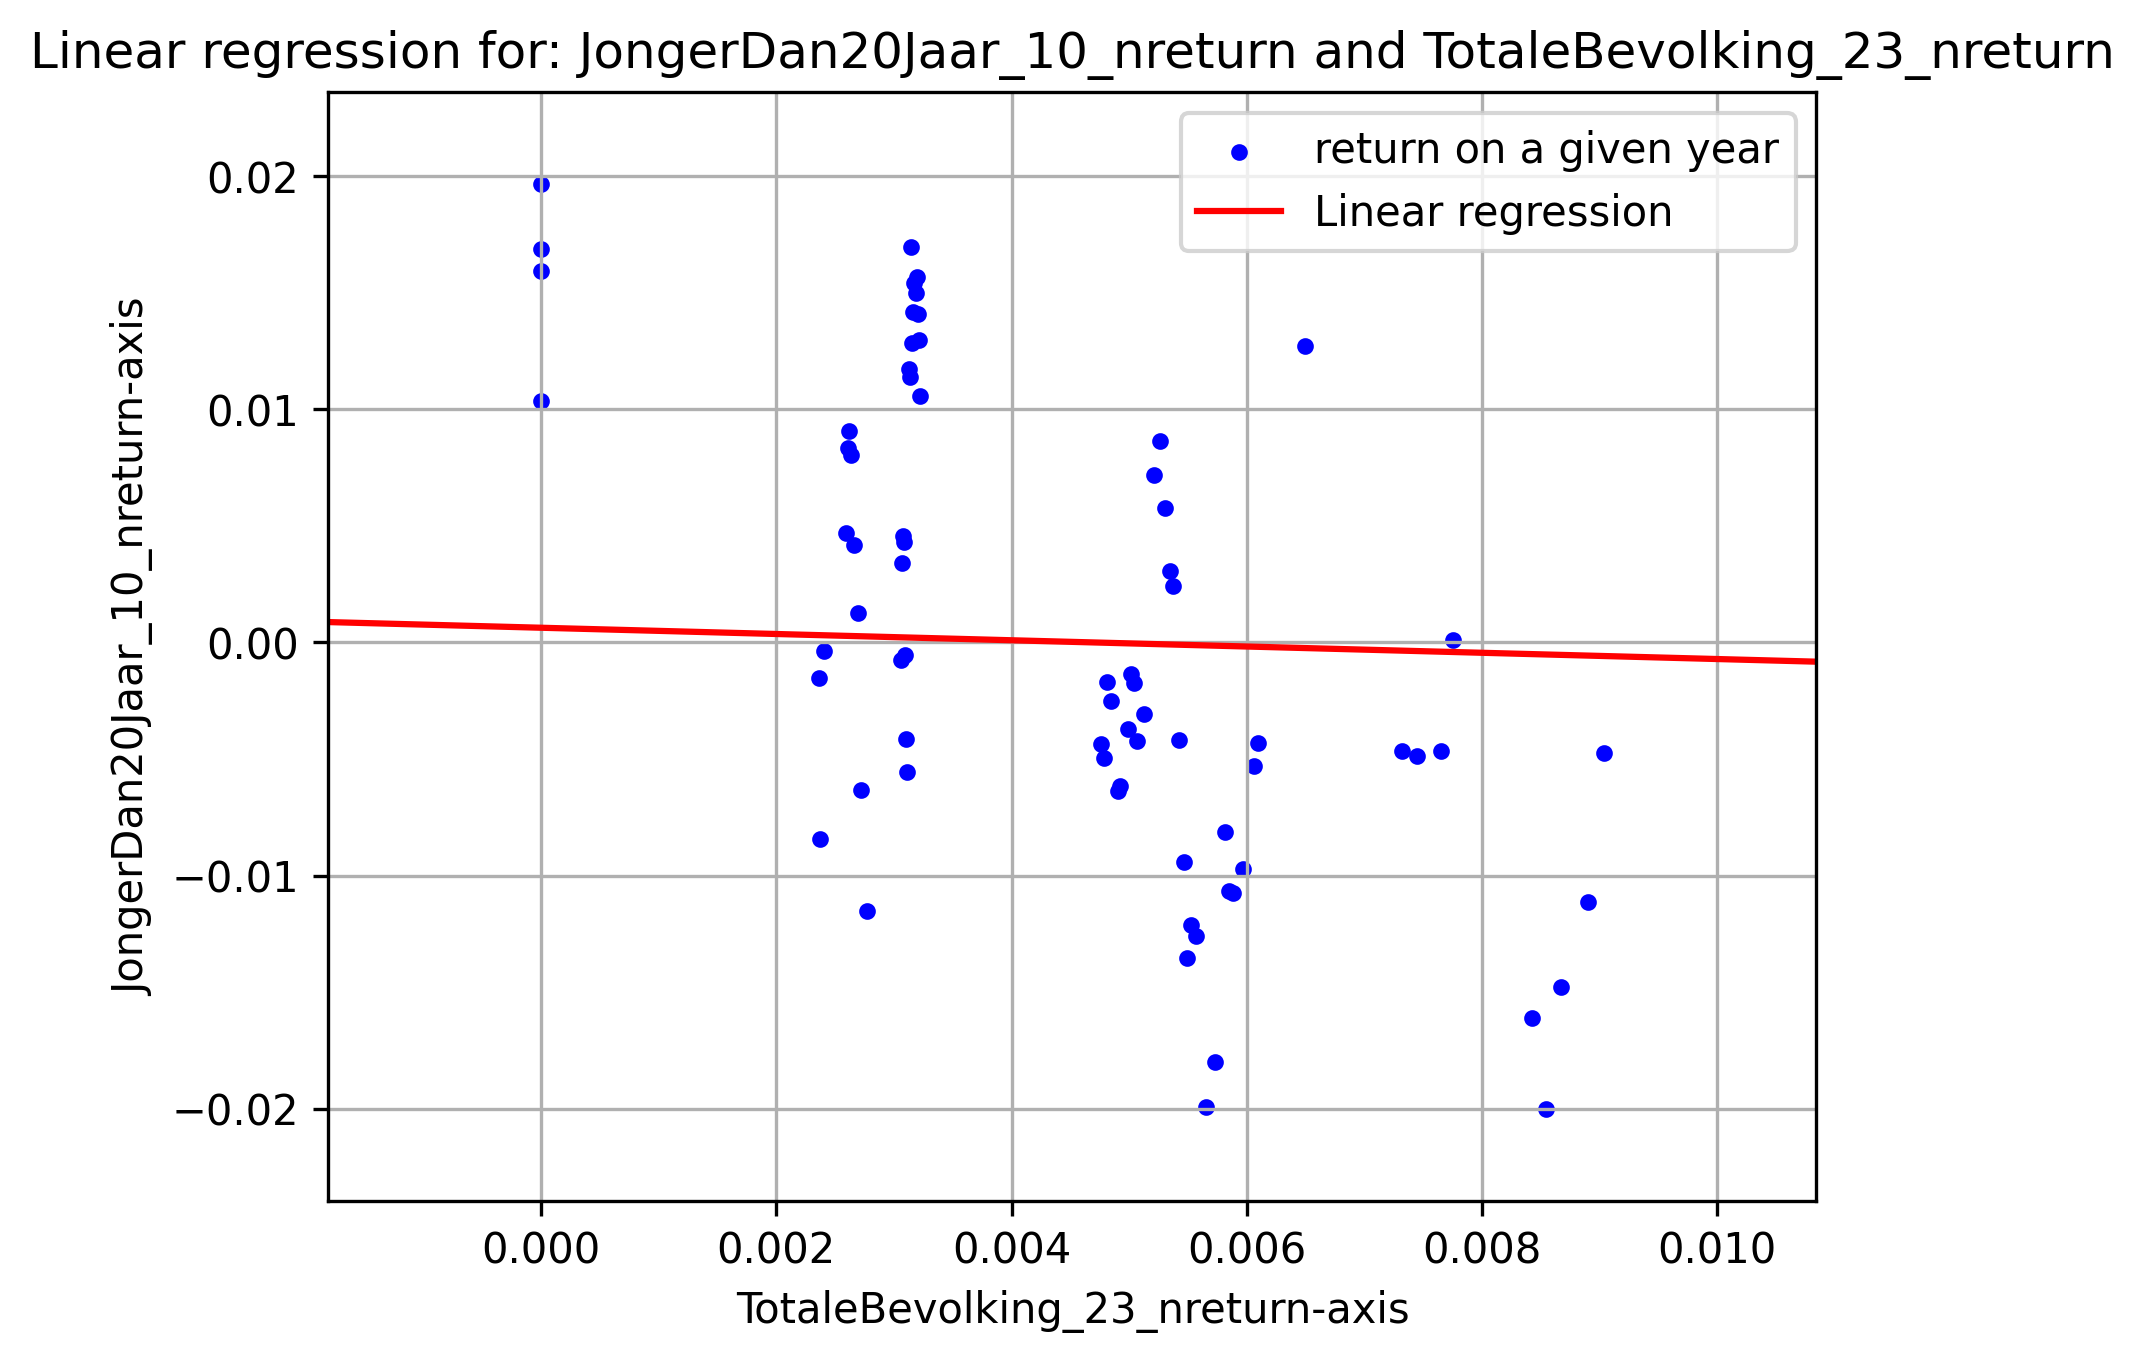 Linear regression for: JongerDan20Jaar_10_nreturn and TotaleBevolking_23_nreturn
return on a given year
Linear regression
JongerDan20Jaar_10_nreturn-axis
0.02
0.01
0.00
−0.01
−0.02
0.000 0.002 0.004 0.006 0.008 0.010
TotaleBevolking_23_nreturn-axis